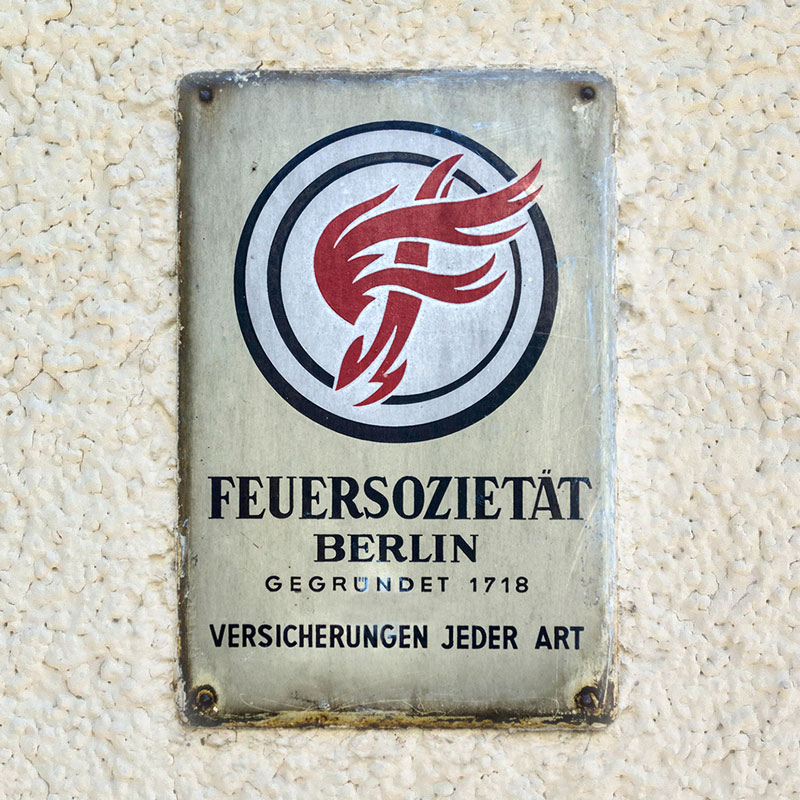 FEUERSOZIETÄT
BERLIN
GEGRÜNDET 1718
VERSICHERUNGEN JEDER ART